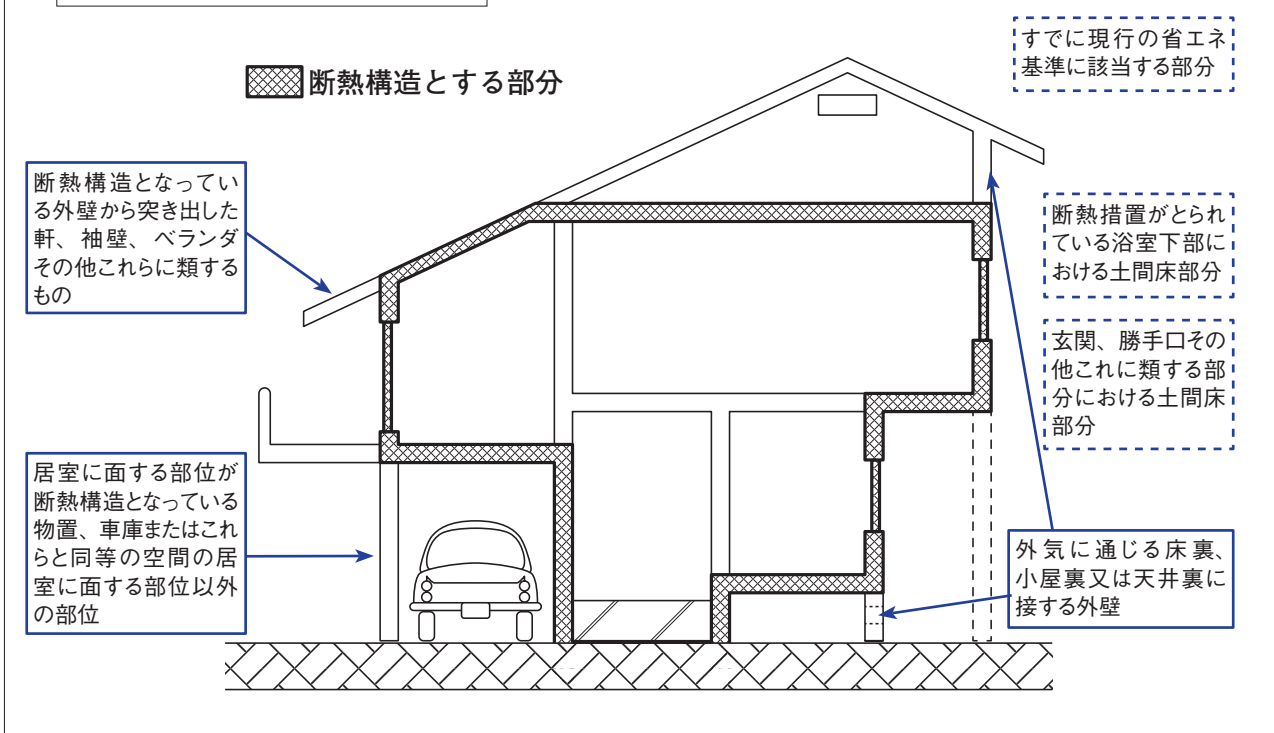 断熱構造とする部分
すでに現行の省エネ
基準に該当する部分
断熱構造となってい
る外壁から突き出した
軒、袖壁、ベランダ
その他これらに類する
もの
断熱措置がとられ
ている浴室下部に
おける土間床部分
玄関、勝手口その
他これに類する部
分における土間床
部分
居室に面する部位が
断熱構造となっている
物置、車庫またはこれ
らと同等の空間の居
室に面する部位以外
の部位
外気に通じる床裏、
小屋裏又は天井裏に
接する外壁